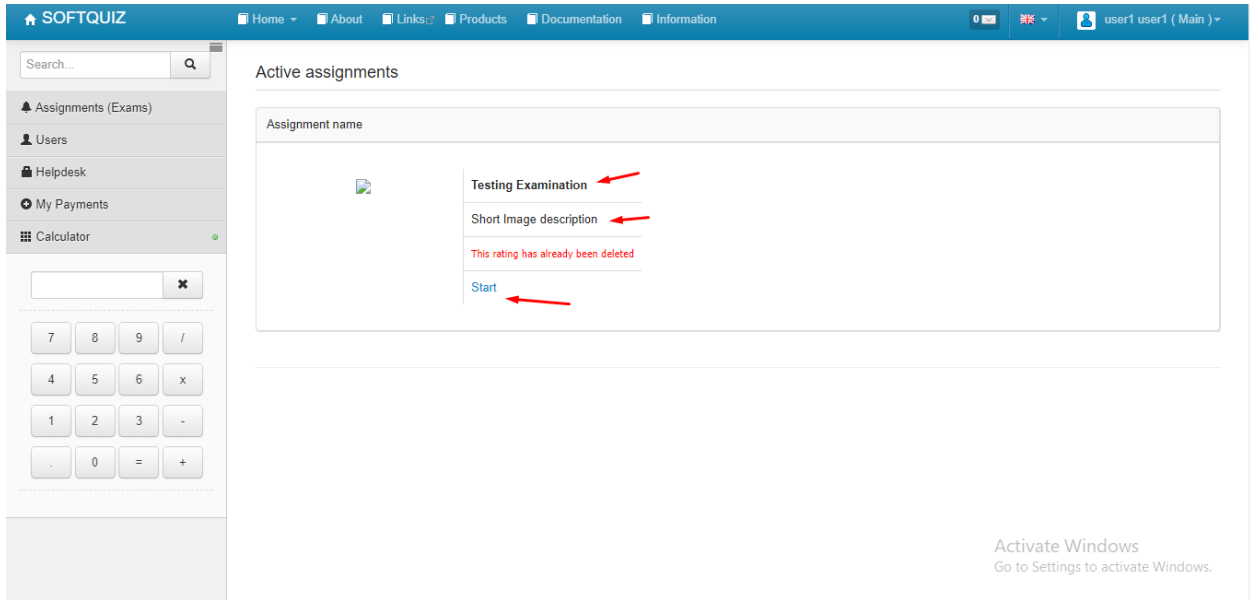 SOFTQUIZ
Home About Links Products Documentation Information 0 user1 user1 ( Main )
Search...
Assignments (Exams)
Users
Helpdesk
My Payments
Calculator
7 8 9 /
4 5 6 x
1 2 3 -
. 0 = +
Active assignments
Assignment name
Testing Examination
Short Image description
This rating has already been deleted
Start
Activate Windows
Go to Settings to activate Windows.